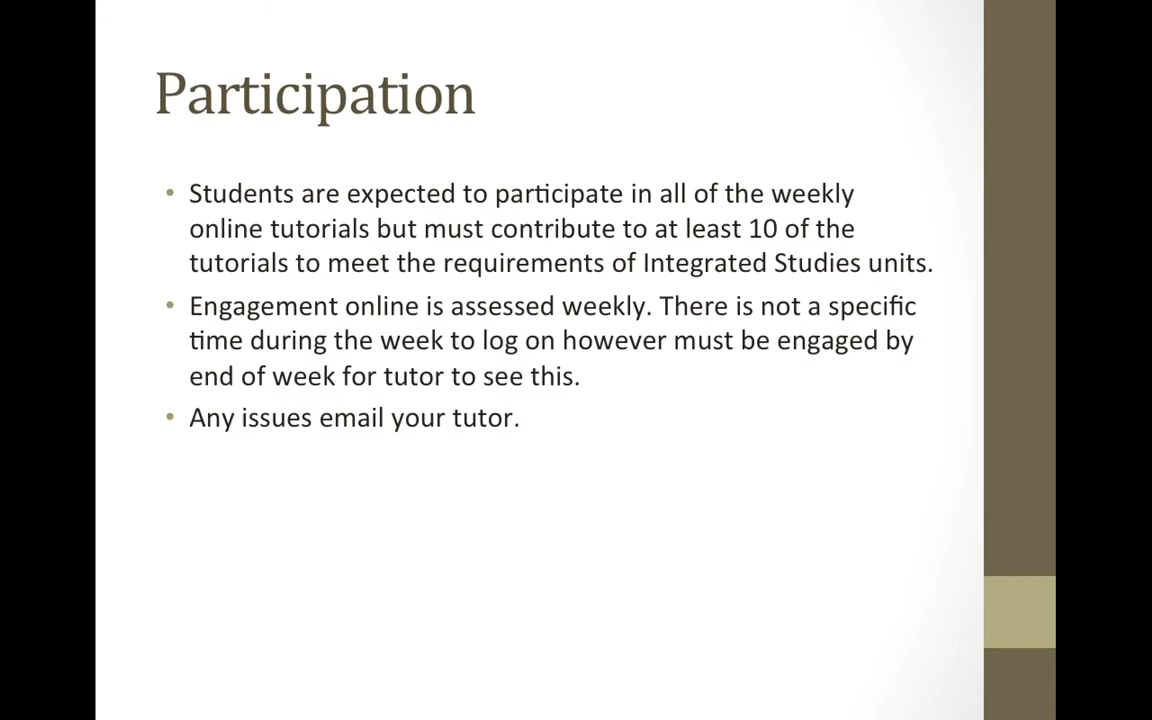 Participation
• Students are expected to participate in all of the weekly
online tutorials but must contribute to at least 10 of the
tutorials to meet the requirements of Integrated Studies units.
• Engagement online is assessed weekly. There is not a specific
time during the week to log on however must be engaged by
end of week for tutor to see this.
• Any issues email your tutor.